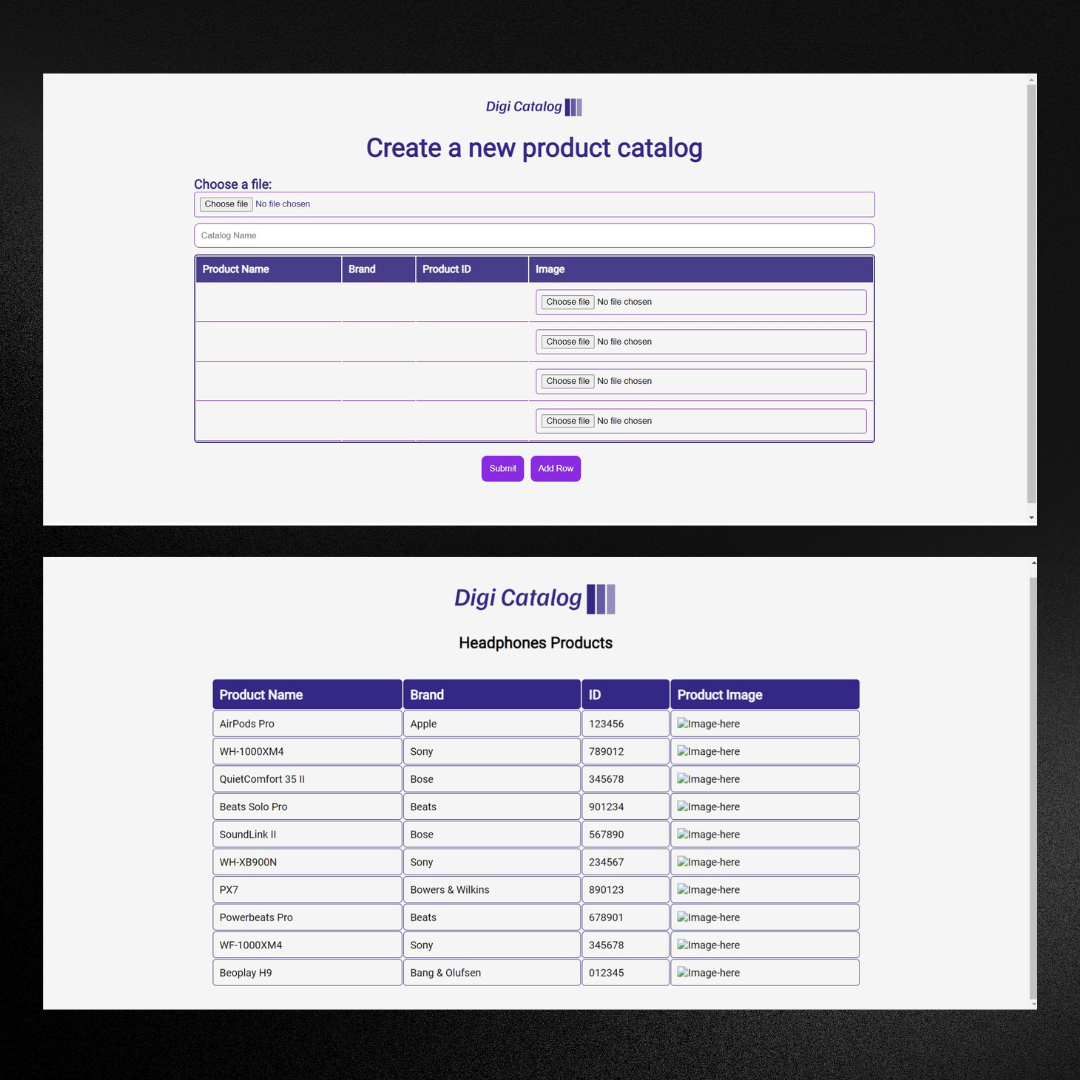 Digi Catalog
Create a new product catalog
Choose a file:
Choose file No file chosen
Catalog Name
Product Name Brand Product ID Image
Choose file No file chosen
Choose file No file chosen
Choose file No file chosen
Choose file No file chosen
Submit Add Row
Digi Catalog
Headphones Products
Product Name Brand ID Product Image
AirPods Pro Apple 123456 Image-here
WH-1000XM4 Sony 789012 Image-here
QuietComfort 35 II Bose 345678 Image-here
Beats Solo Pro Beats 901234 Image-here
SoundLink II Bose 567890 Image-here
WH-XB900N Sony 234567 Image-here
PX7 Bowers & Wilkins 890123 Image-here
Powerbeats Pro Beats 678901 Image-here
WF-1000XM4 Sony 345678 Image-here
Beoplay H9 Bang & Olufsen 012345 Image-here